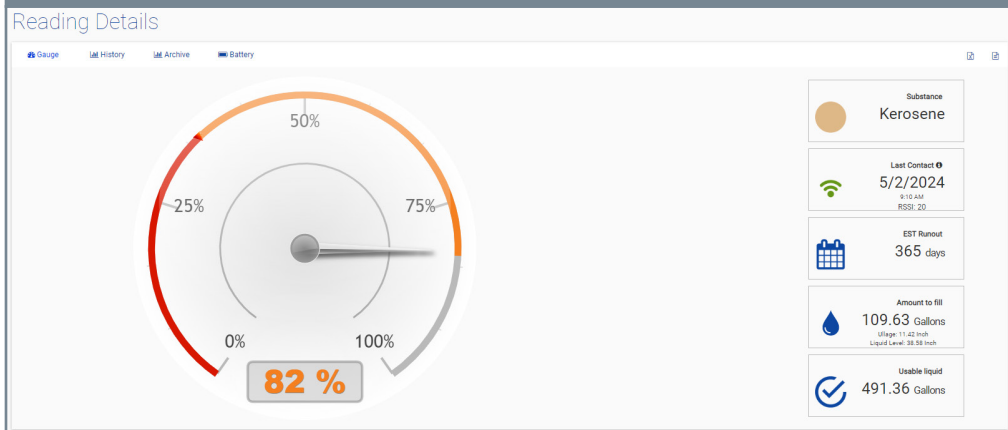 Reading Details
Gauge
History
Archive
Battery
50%
25%
75%
0%
100%
82 %
Substance
Kerosene
Last Contact
5/2/2024
9:10 AM
RSSI: 20
EST Runout
365 days
Amount to fill
109.63 Gallons
Ullage: 11.42 Inch
Liquid Level: 38.58 Inch
Usable liquid
491.36 Gallons